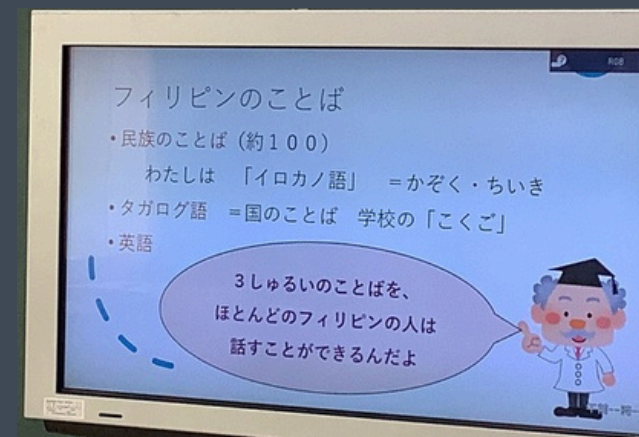 RGB
フィリピンのことば
・民族のことば（約１００）
わたしは 「イロカノ語」 ＝かぞく・ちいき
・タガログ語 ＝国のことば 学校の「こくご」
・英語
３しゅるいのことばを、
ほとんどのフィリピンの人は
話すことができるんだよ